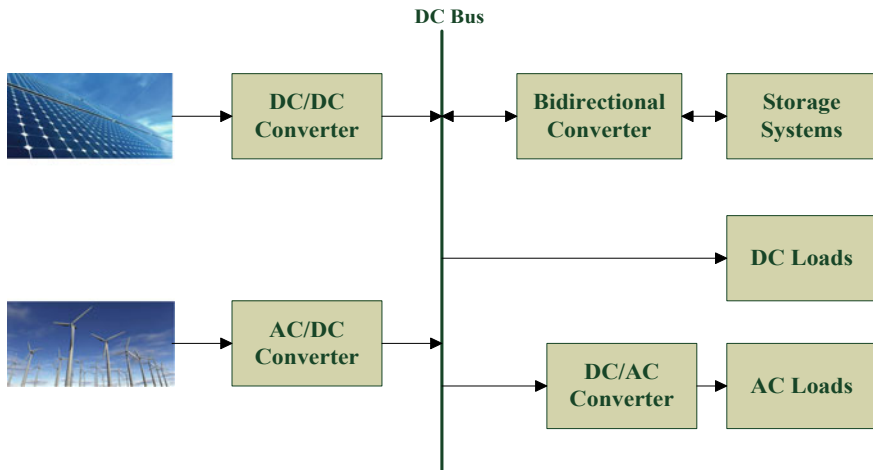 DC Bus
DC/DC
Converter
Bidirectional
Converter
Storage
Systems
DC Loads
AC/DC
Converter
DC/AC
Converter
AC Loads